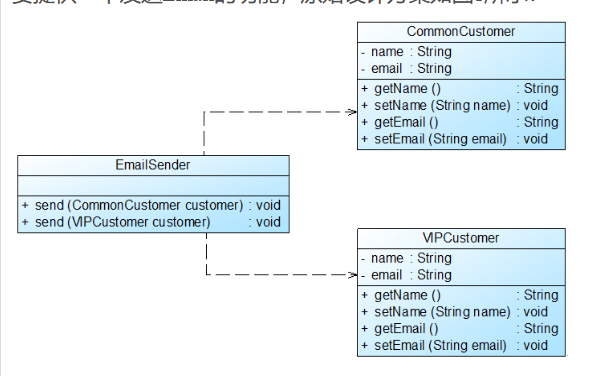 CommonCustomer
- name : String
- email : String
+ getName () : String
+ setName (String name) : void
+ getEmail () : String
+ setEmail (String email) : void
EmailSender
+ send (CommonCustomer customer) : void
+ send (VIPCustomer customer) : void
VIPCustomer
- name : String
- email : String
+ getName () : String
+ setName (String name) : void
+ getEmail () : String
+ setEmail (String email) : void